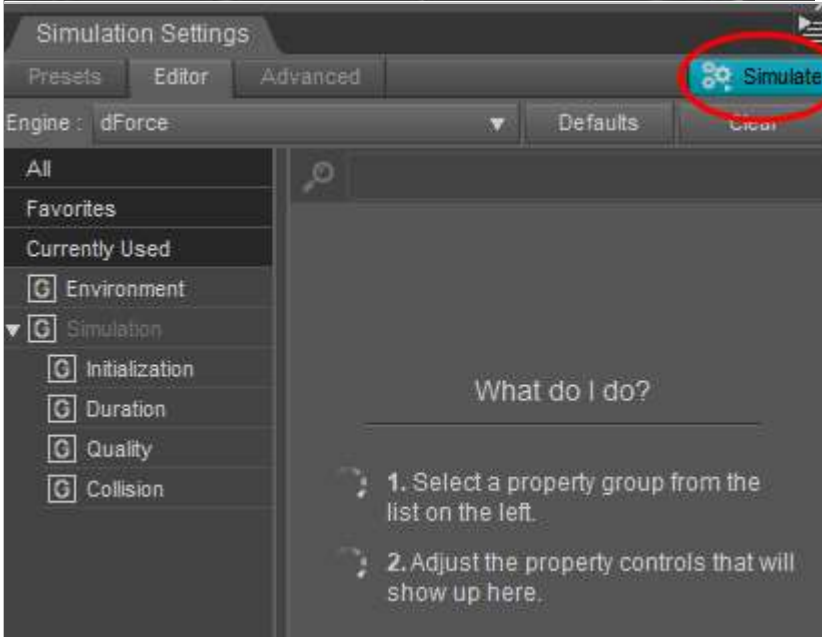 Simulation Settings
Presets Editor Advanced Simulate
Engine : dForce Defaults Clear
All
Favorites
Currently Used
G Environment
G Simulation
G Initialization
G Duration
G Quality
G Collision
What do I do?
1. Select a property group from the
list on the left.
2. Adjust the property controls that will
show up here.